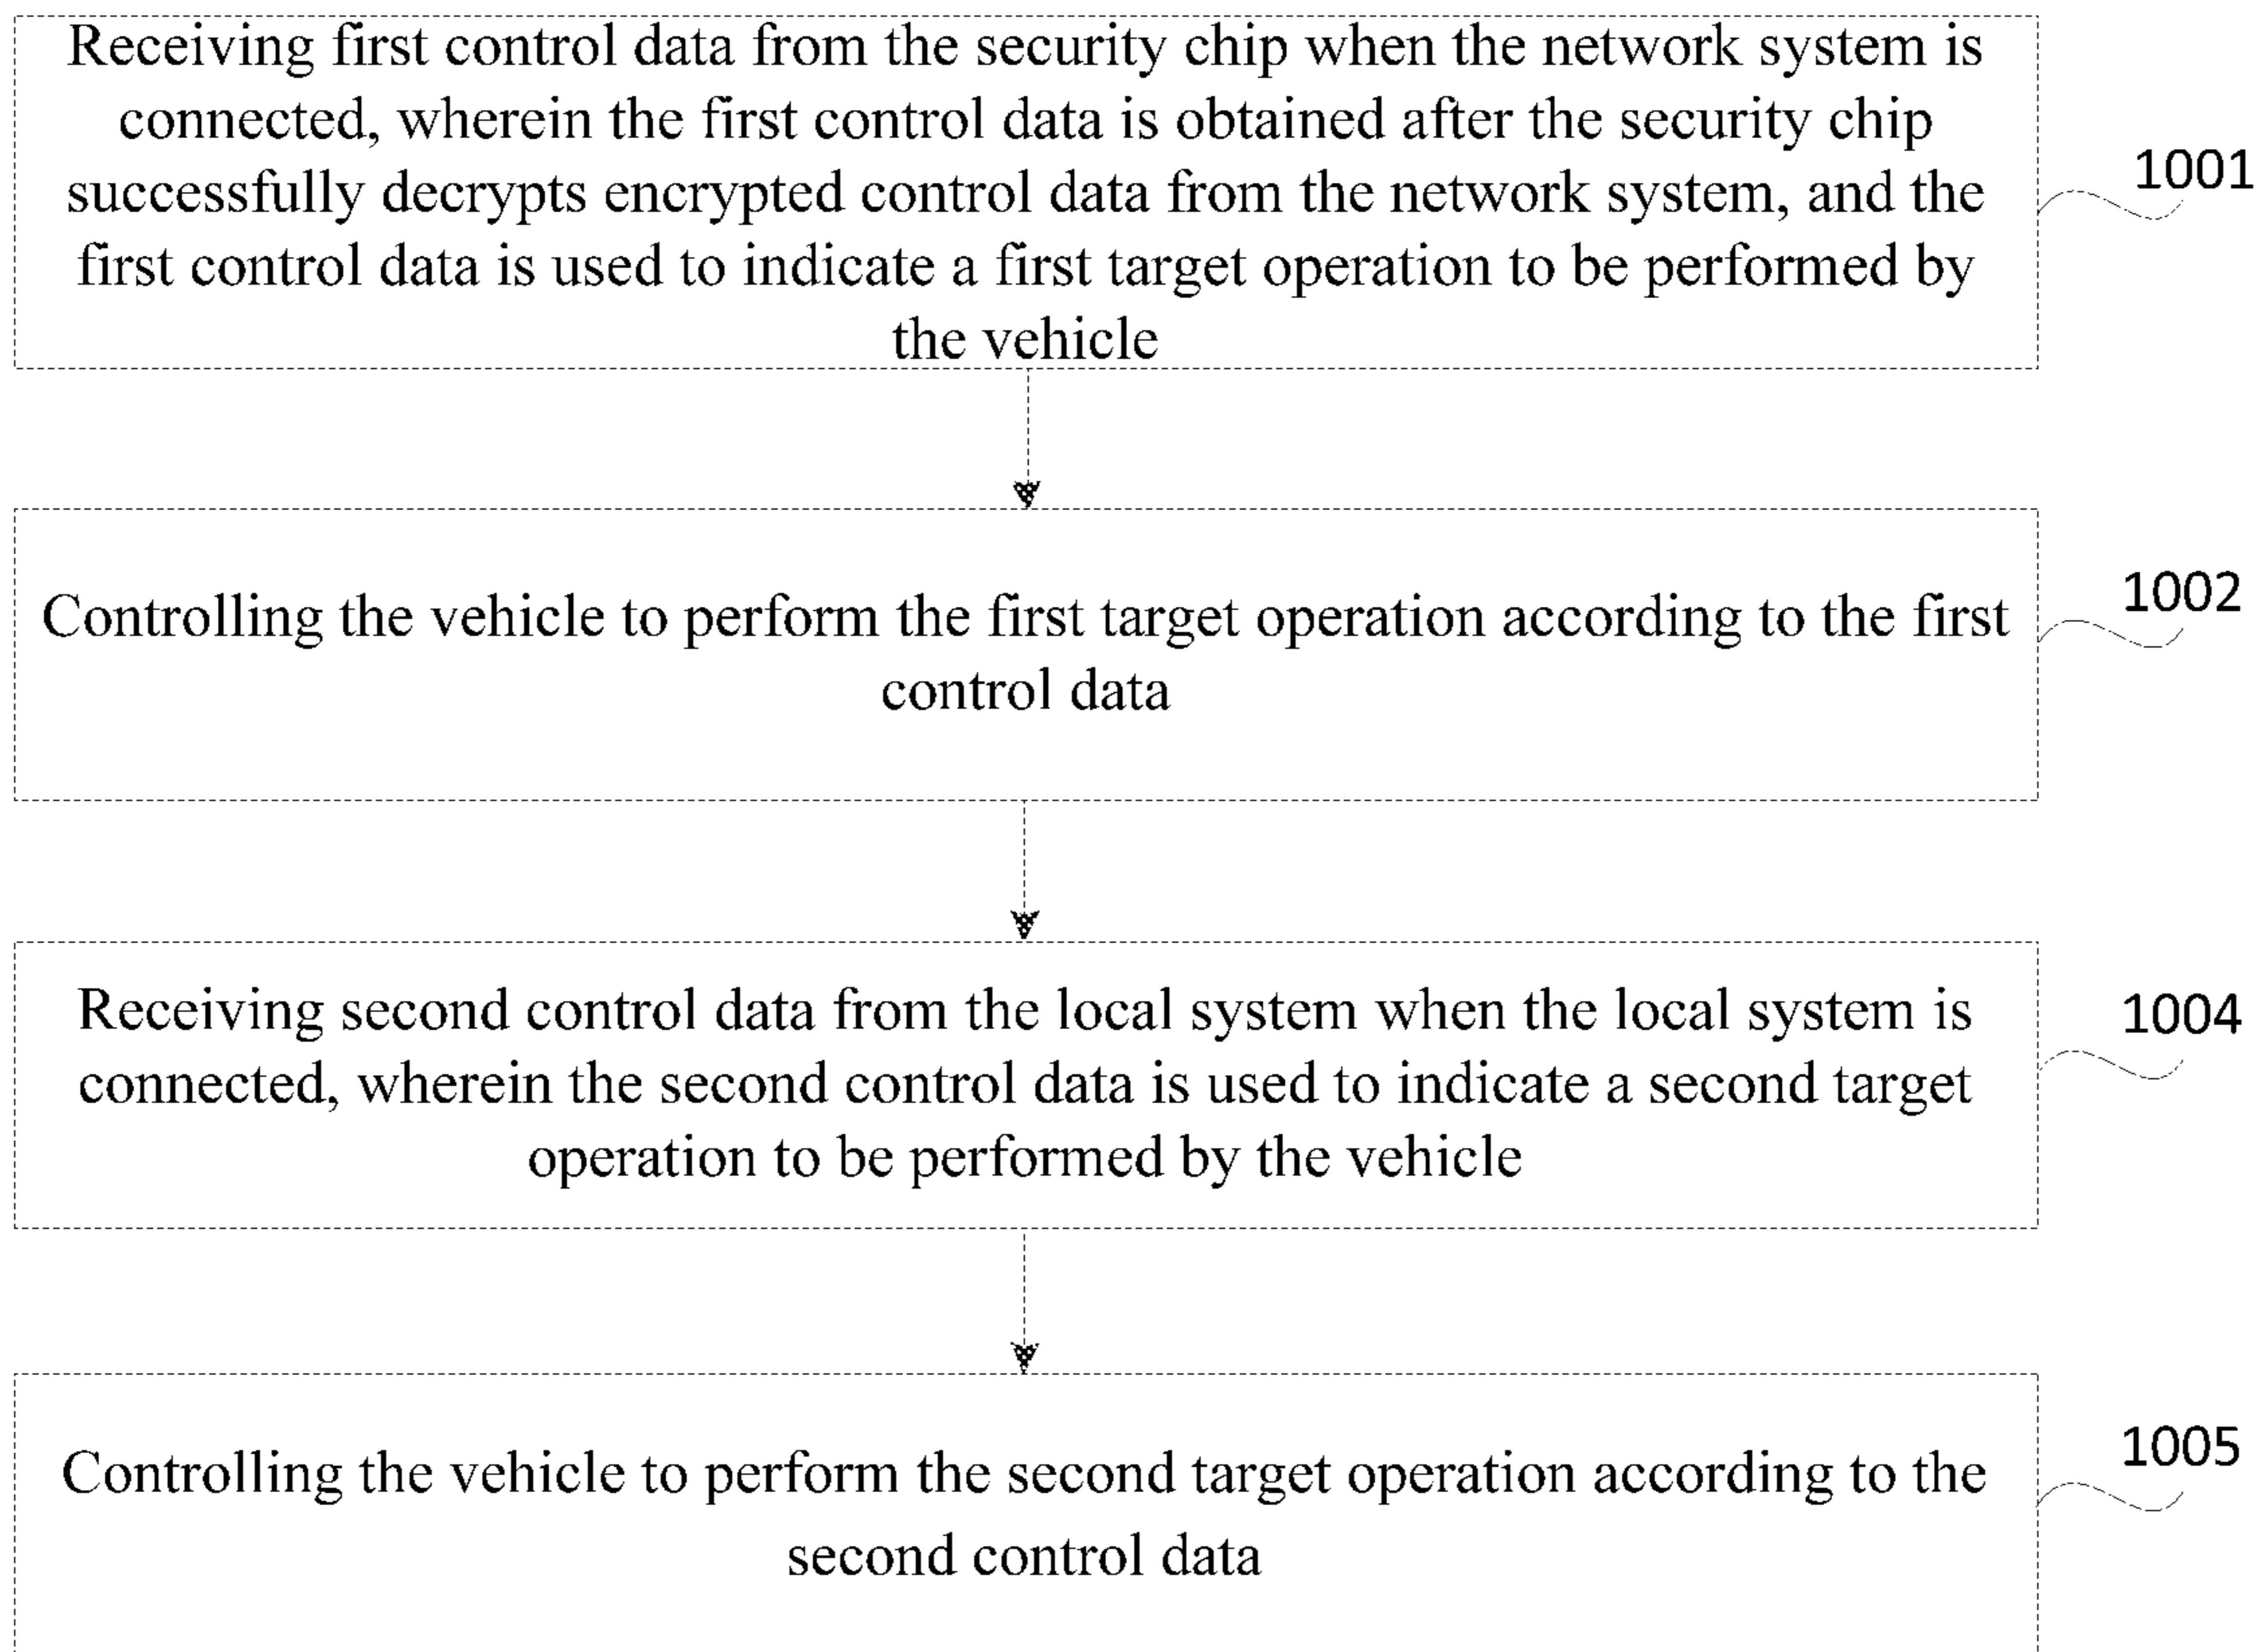 Receiving first control data from the security chip when the network system is
connected, wherein the first control data is obtained after the security chip
successfully decrypts encrypted control data from the network system, and the
first control data is used to indicate a first target operation to be performed by
the vehicle
1001
Controlling the vehicle to perform the first target operation according to the first
control data
1002
Receiving second control data from the local system when the local system is
connected, wherein the second control data is used to indicate a second target
operation to be performed by the vehicle
1004
Controlling the vehicle to perform the second target operation according to the
second control data
1005